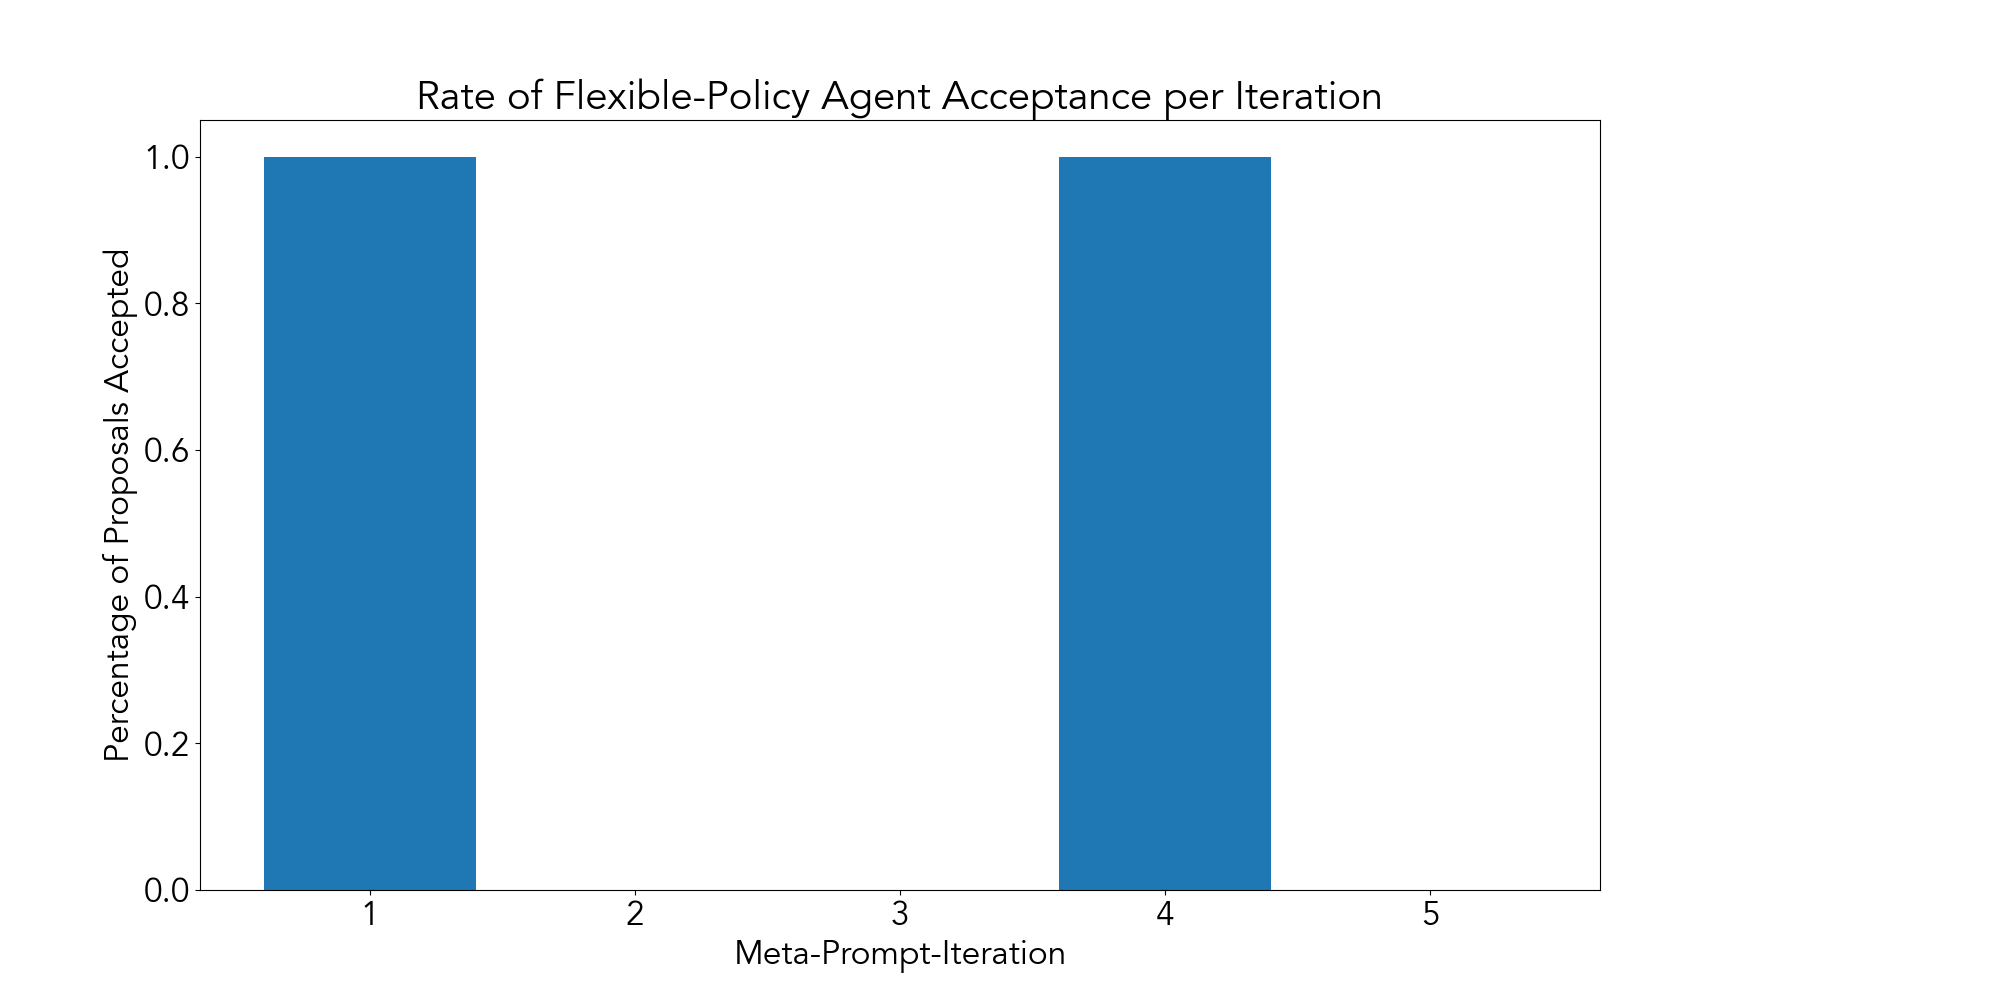 Rate of Flexible-Policy Agent Acceptance per Iteration
Percentage of Proposals Accepted
1.0
0.8
0.6
0.4
0.2
0.0
1 2 3 4 5
Meta-Prompt-Iteration